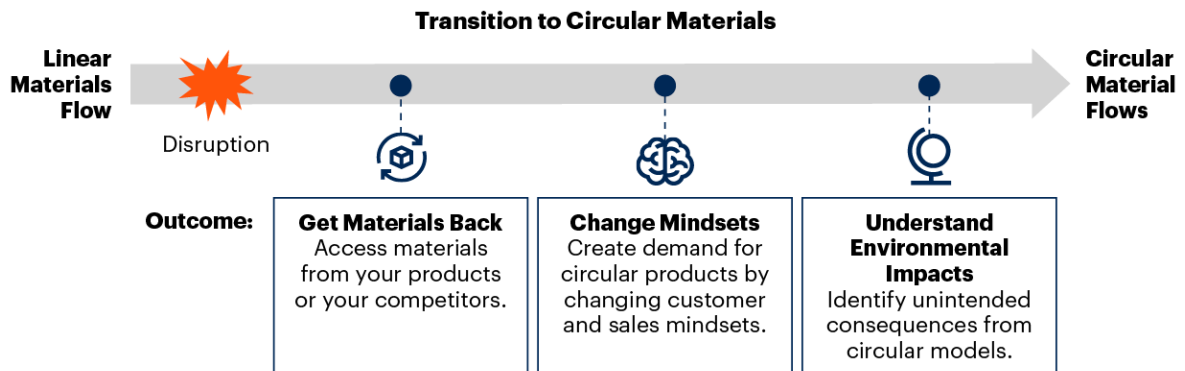 Transition to Circular Materials
Linear
Materials
Flow
Circular
Material
Flows
Disruption
Outcome:
Get Materials Back
Access materials
from your products
or your competitors.
Change Mindsets
Create demand for
circular products by
changing customer
and sales mindsets.
Understand
Environmental
Impacts
Identify unintended
consequences from
circular models.